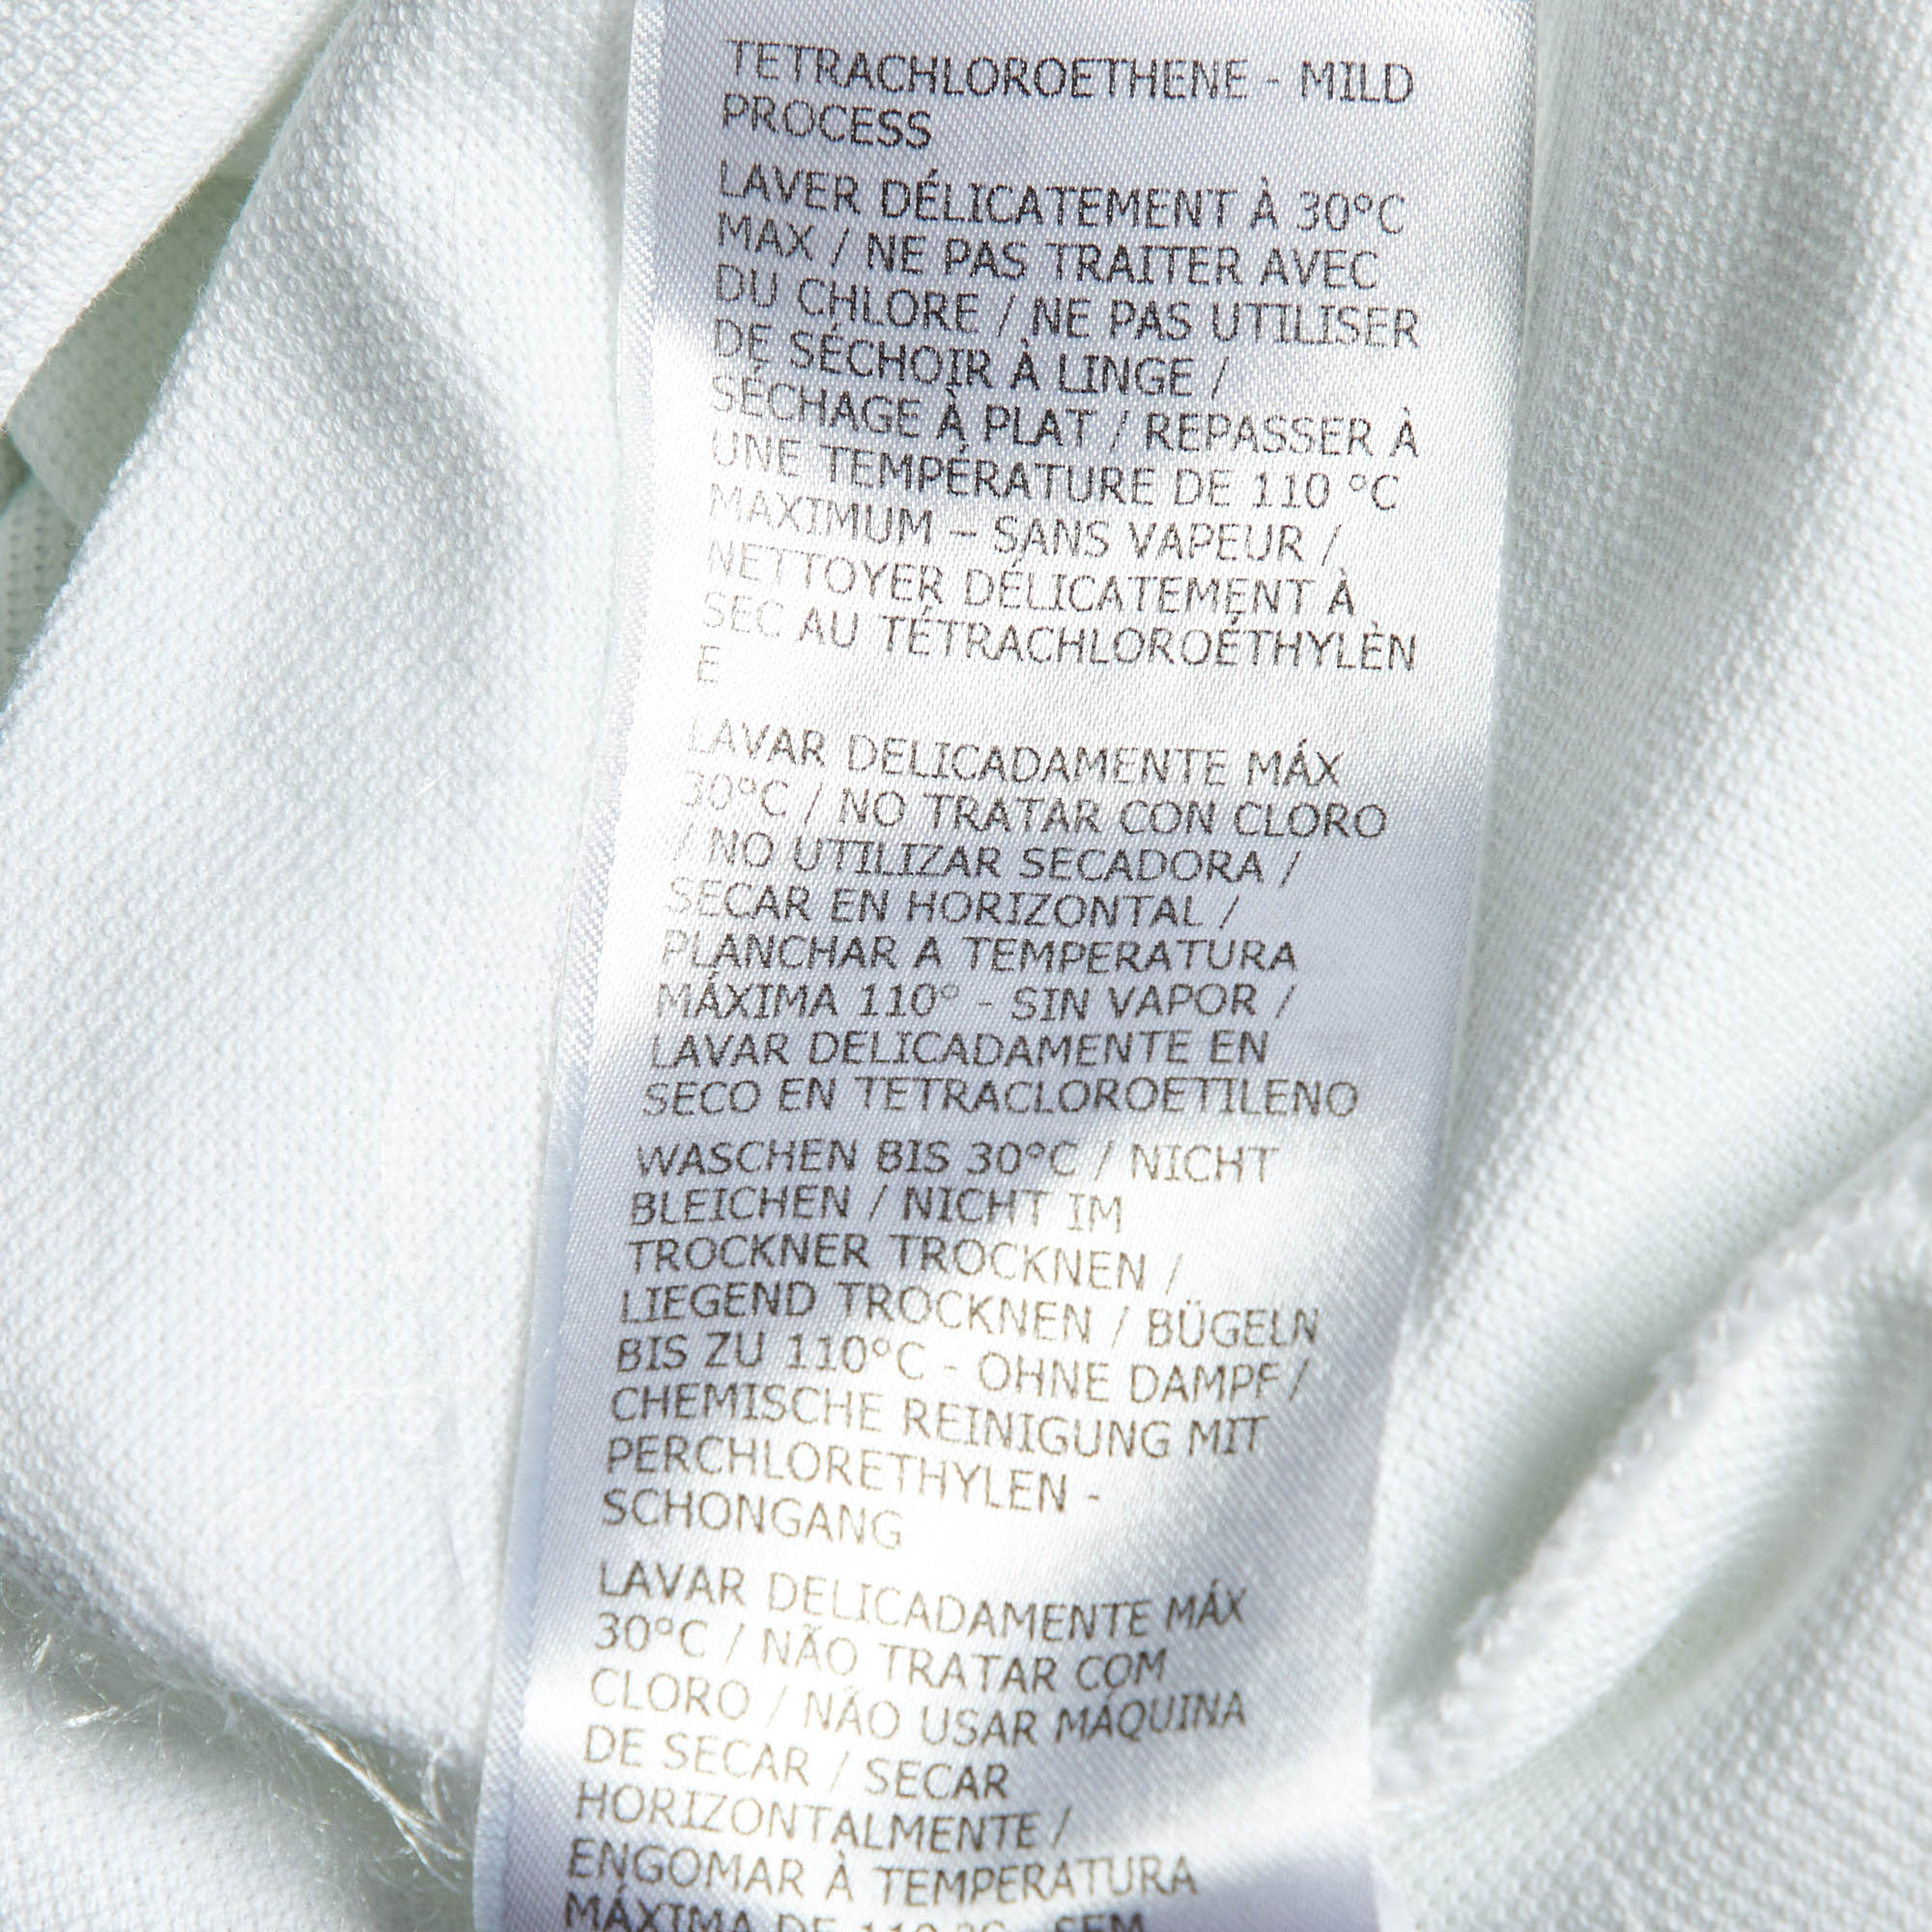 TETRACHLOROETHENE - MILD
PROCESS
LAVER DÉLICATEMENT À 30°C
MAX / NE PAS TRAITER AVEC
DU CHLORE / NE PAS UTILISER
DE SÉCHOIR À LINGE /
SÉCHAGE À PLAT / REPASSER À
UNE TEMPÉRATURE DE 110 °C
MAXIMUM – SANS VAPEUR /
NETTOYER DÉLICATEMENT À
SEC AU TÉTRACHLOROÉTHYLÈN
E
LAVAR DELICADAMENTE MÁX
30°C / NO TRATAR CON CLORO
/ NO UTILIZAR SECADORA /
SECAR EN HORIZONTAL /
PLANCHAR A TEMPERATURA
MÁXIMA 110° - SIN VAPOR /
LAVAR DELICADAMENTE EN
SECO EN TETRACLOROETILENO
WASCHEN BIS 30°C / NICHT
BLEICHEN / NICHT IM
TROCKNER TROCKNEN /
LIEGEND TROCKNEN / BÜGELN
BIS ZU 110°C - OHNE DAMPF /
CHEMISCHE REINIGUNG MIT
PERCHLORETHYLEN -
SCHONGANG
LAVAR DELICADAMENTE MÁX
30°C / NÃO TRATAR COM
CLORO / NÃO USAR MÁQUINA
DE SECAR / SECAR
HORIZONTALMENTE /
ENGOMAR À TEMPERATURA
MÁXIMA DE 110 °C - SEM